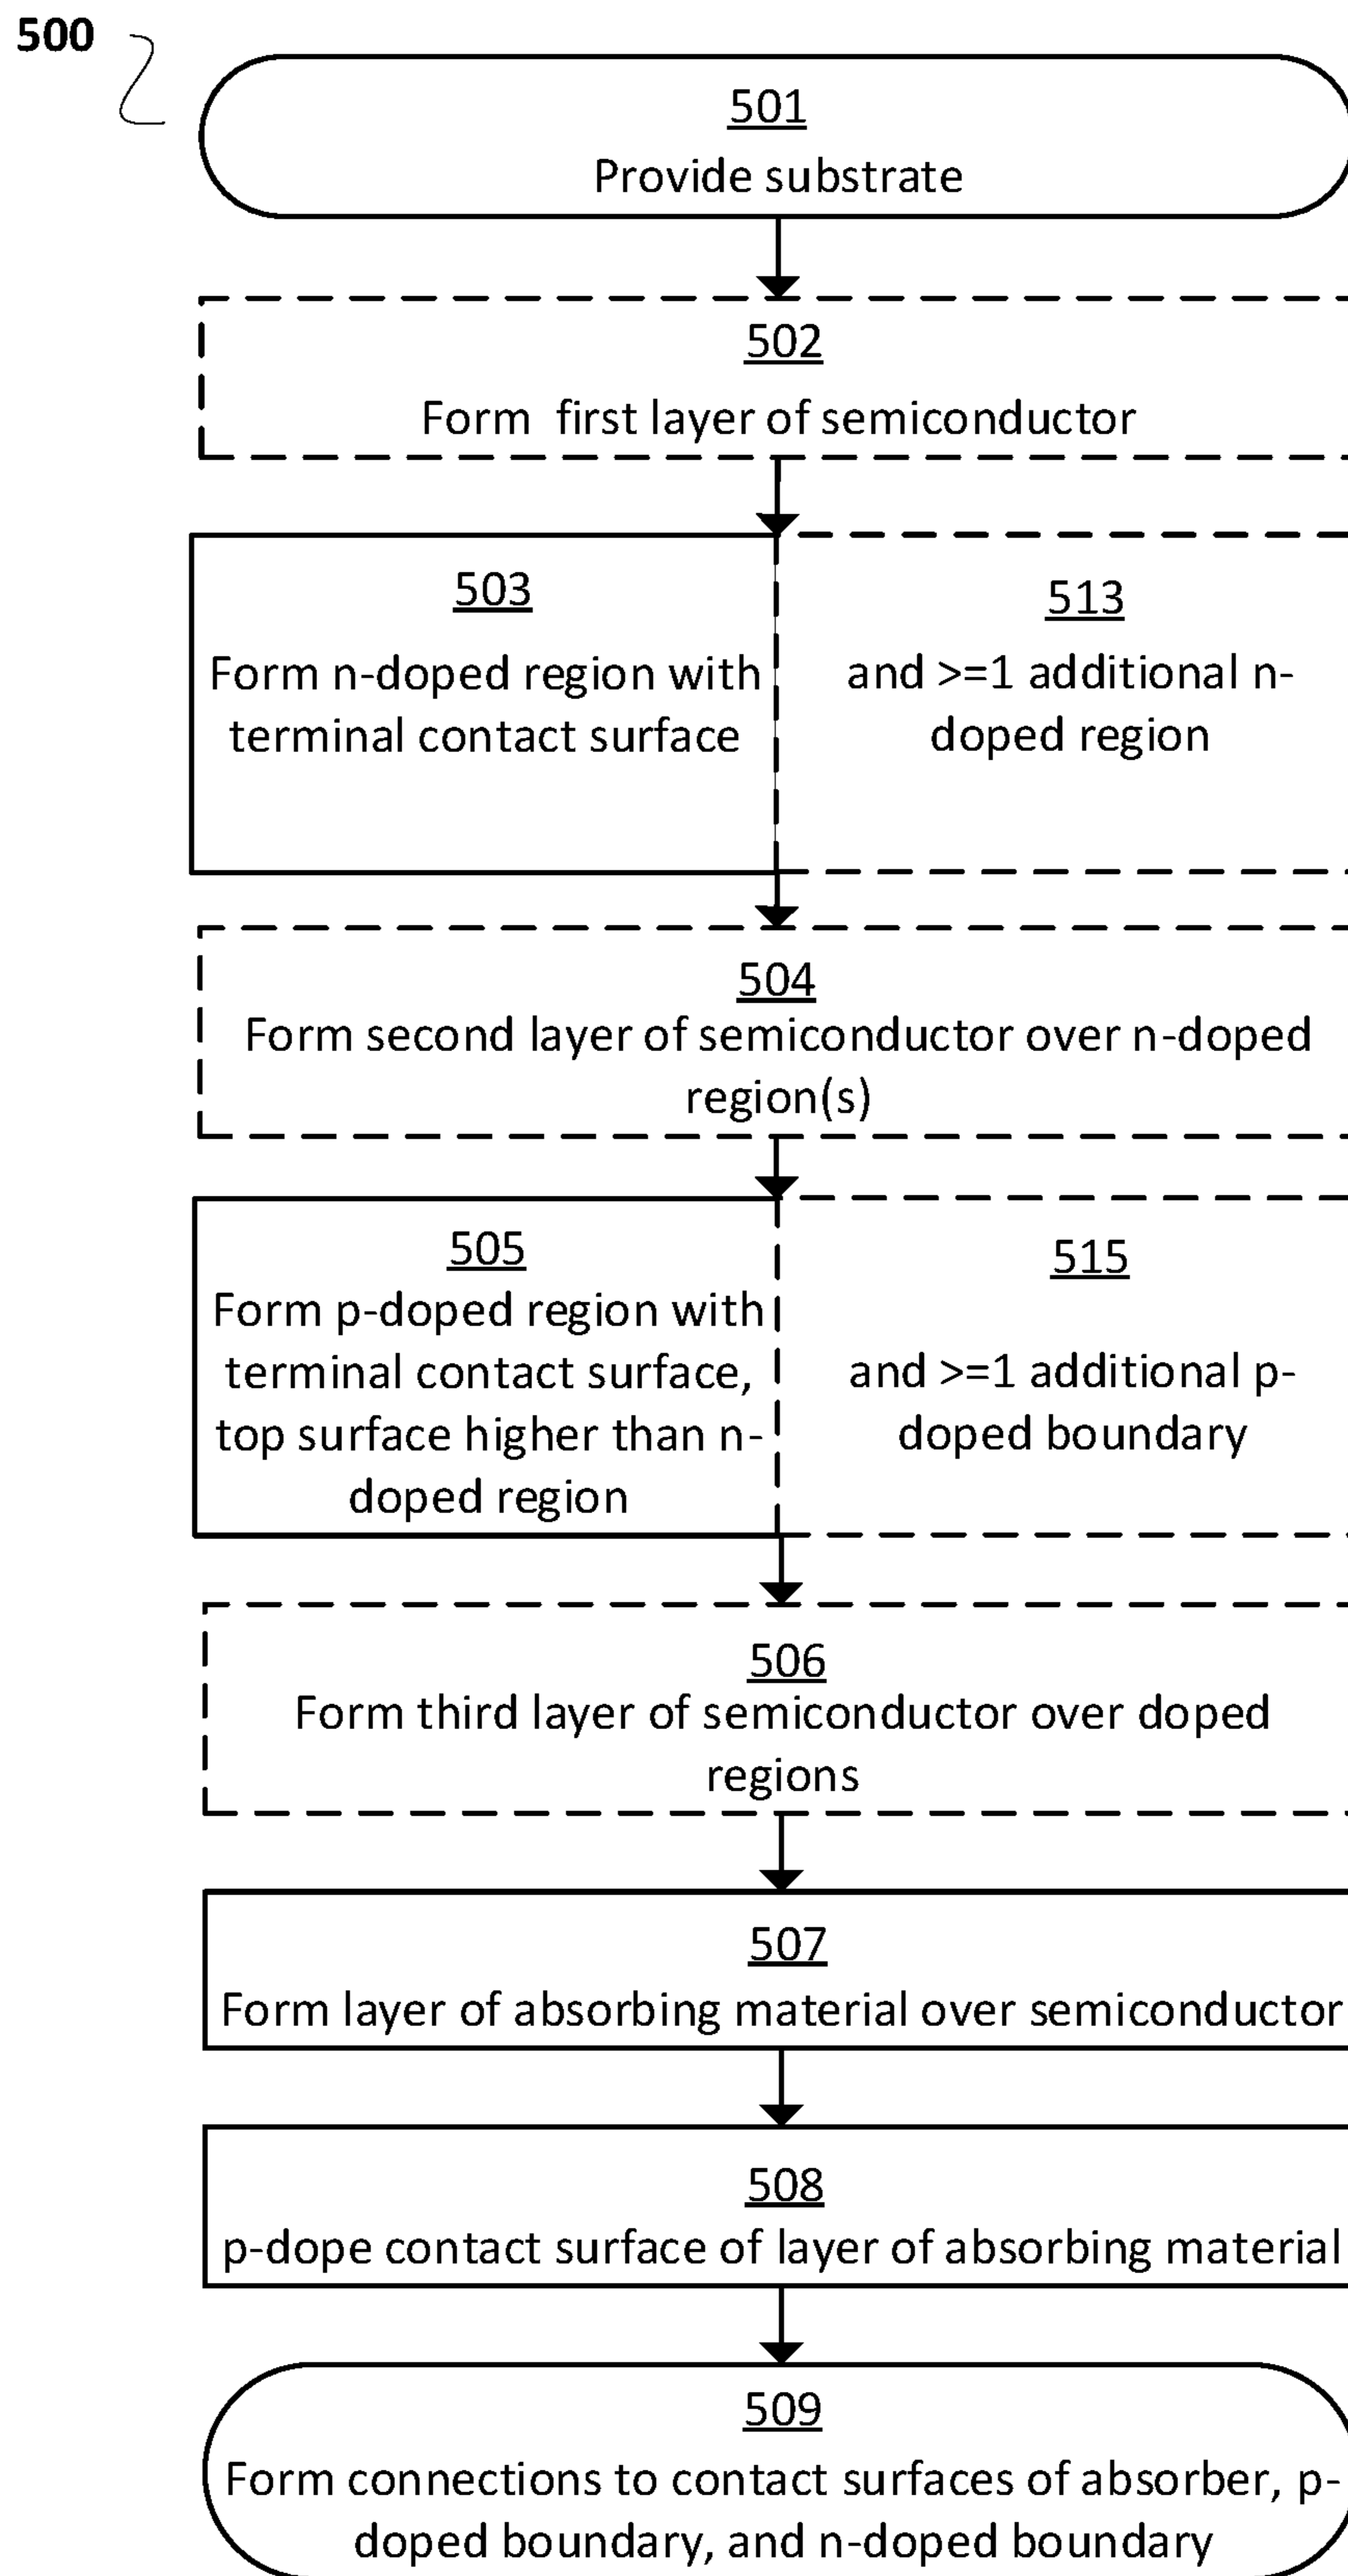 500
501
Provide substrate
502
Form first layer of semiconductor
503
Form n-doped region with
terminal contact surface
513
and >=1 additional n-
doped region
504
Form second layer of semiconductor over n-doped
region(s)
505
Form p-doped region with
terminal contact surface,
top surface higher than n-
doped region
515
and >=1 additional p-
doped boundary
506
Form third layer of semiconductor over doped
regions
507
Form layer of absorbing material over semiconductor
508
p-dope contact surface of layer of absorbing material
509
Form connections to contact surfaces of absorber, p-
doped boundary, and n-doped boundary